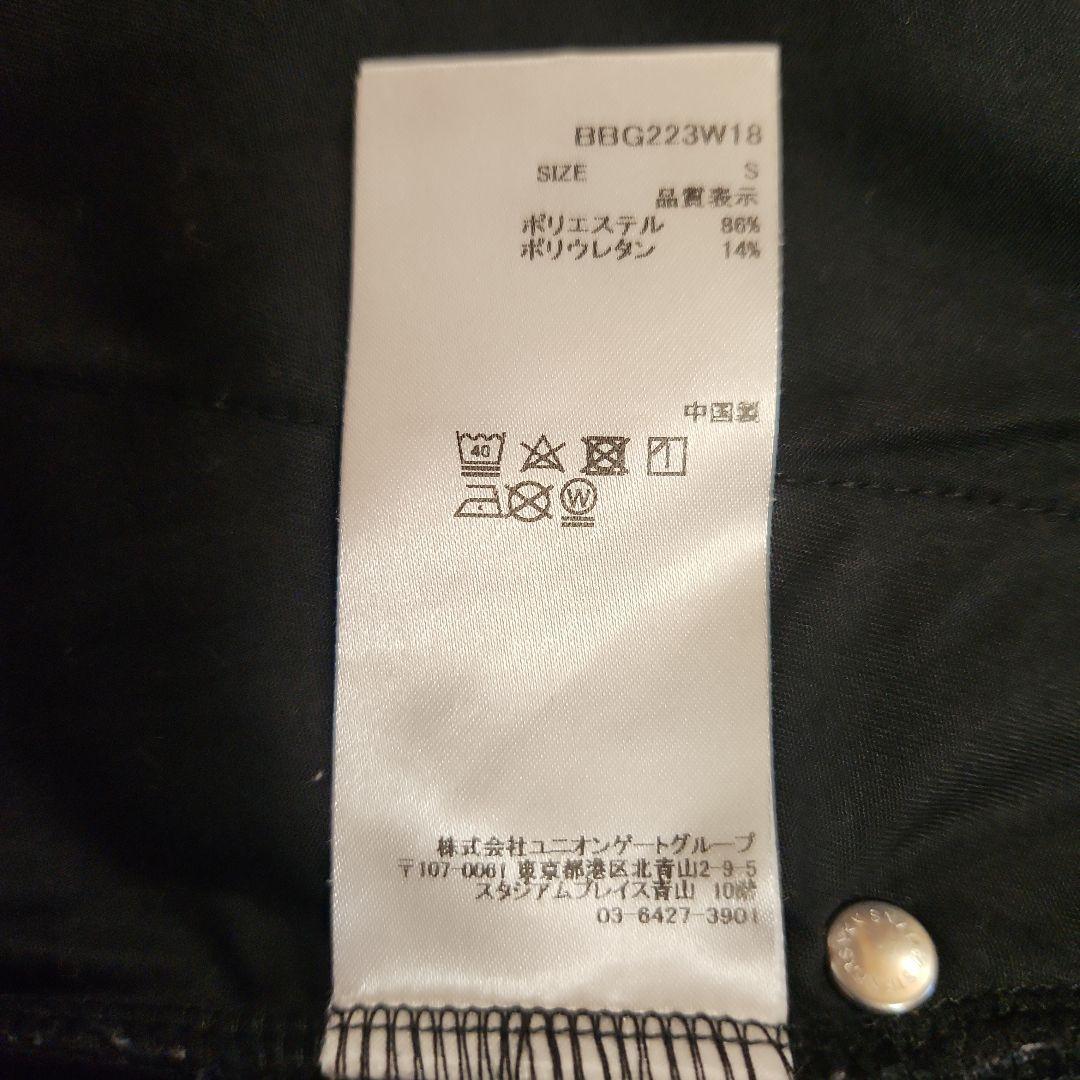 BBG223W18
SIZE S
品質表示
ポリエステル 86%
ポリウレタン 14%
中国製
40
W
株式会社ユニオンゲートグループ
〒107-0061 東京都港区北青山2-9-5
スタジアムプレイス青山 10階
03-6427-3901